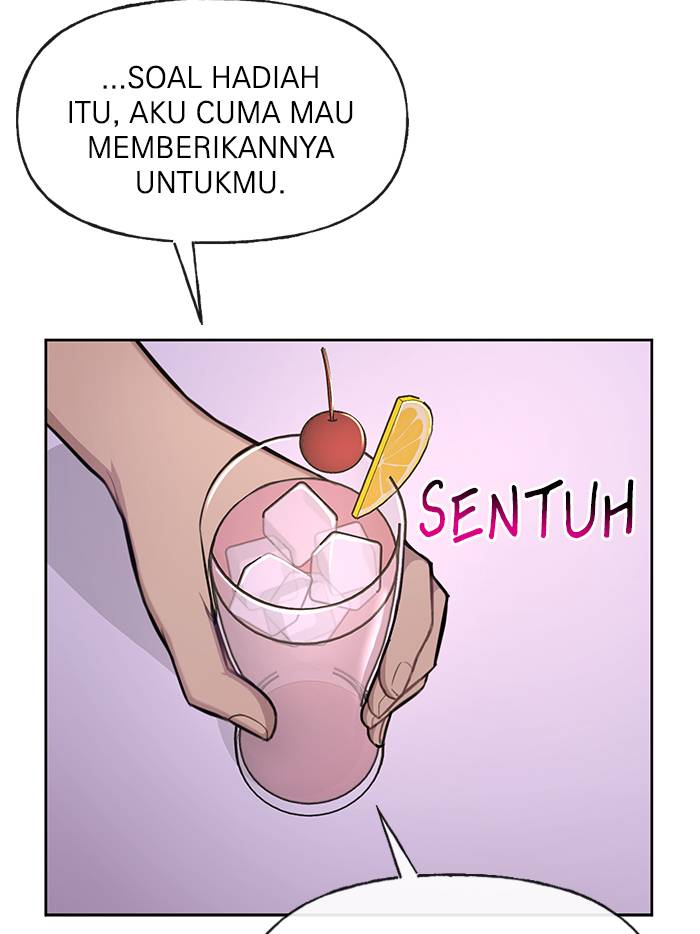 ...SOAL HADIAH
ITU, AKU CUMA MAU
MEMBERIKANNYA
UNTUKMU.
SENTUH